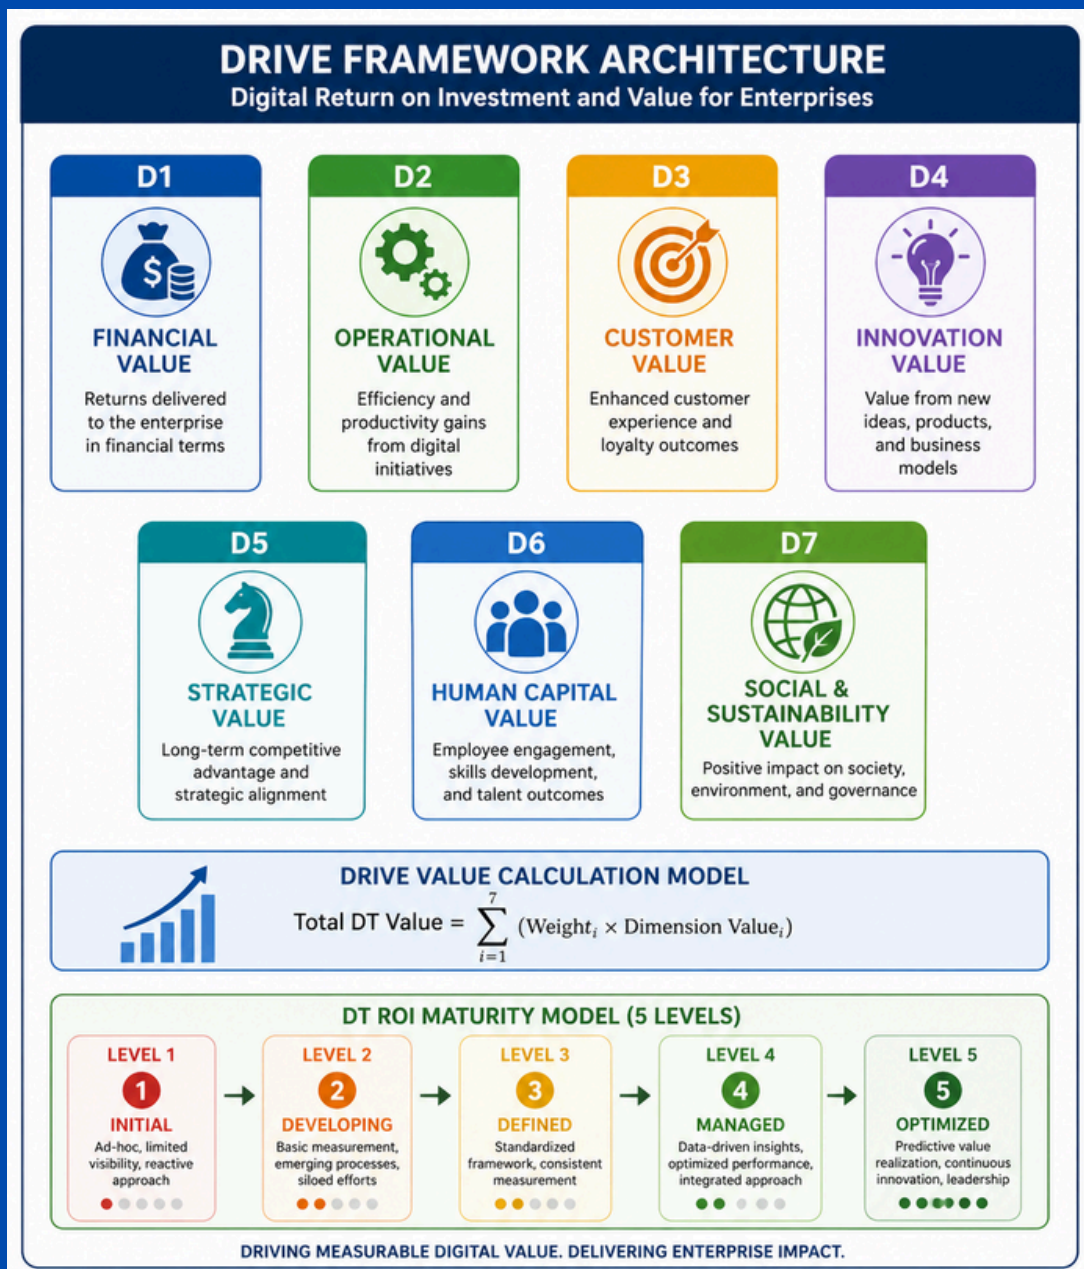 DRIVE FRAMEWORK ARCHITECTURE
Digital Return on Investment and Value for Enterprises
D1
FINANCIAL
VALUE
Returns delivered
to the enterprise
in financial terms
D2
OPERATIONAL
VALUE
Efficiency and
productivity gains
from digital
initiatives
D3
CUSTOMER
VALUE
Enhanced customer
experience and
loyalty outcomes
D4
INNOVATION
VALUE
Value from new
ideas, products,
and business
models
D5
STRATEGIC
VALUE
Long-term competitive
advantage and
strategic alignment
D6
HUMAN CAPITAL
VALUE
Employee engagement,
skills development,
and talent outcomes
D7
SOCIAL &
SUSTAINABILITY
VALUE
Positive impact on society,
environment, and governance
DRIVE VALUE CALCULATION MODEL
Total DT Value = ∑ᵢ₌₁⁷ (Weightᵢ × Dimension Valueᵢ)
DT ROI MATURITY MODEL (5 LEVELS)
LEVEL 1
1
INITIAL
Ad-hoc, limited
visibility, reactive
approach
LEVEL 2
2
DEVELOPING
Basic measurement,
emerging processes,
siloed efforts
LEVEL 3
3
DEFINED
Standardized
framework, consistent
measurement
LEVEL 4
4
MANAGED
Data-driven insights,
optimized performance,
integrated approach
LEVEL 5
5
OPTIMIZED
Predictive value
realization, continuous
innovation, leadership
DRIVING MEASURABLE DIGITAL VALUE. DELIVERING ENTERPRISE IMPACT.